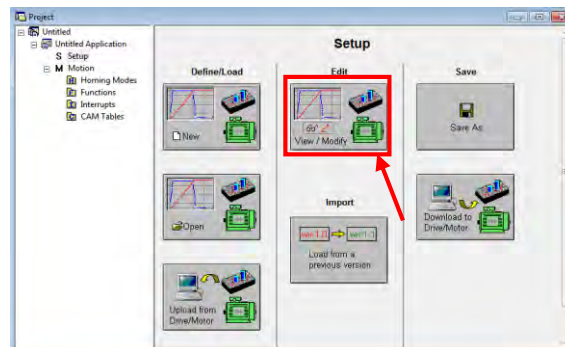 Project
Untitled
Untitled Application
S Setup
M Motion
Homing Modes
Functions
Interrupts
CAM Tables
Setup
Define/Load
Edit
Save
New
View / Modify
Save As
Import
Open
Load from a
previous version
Download to
Drive/Motor
Upload from
Drive/Motor